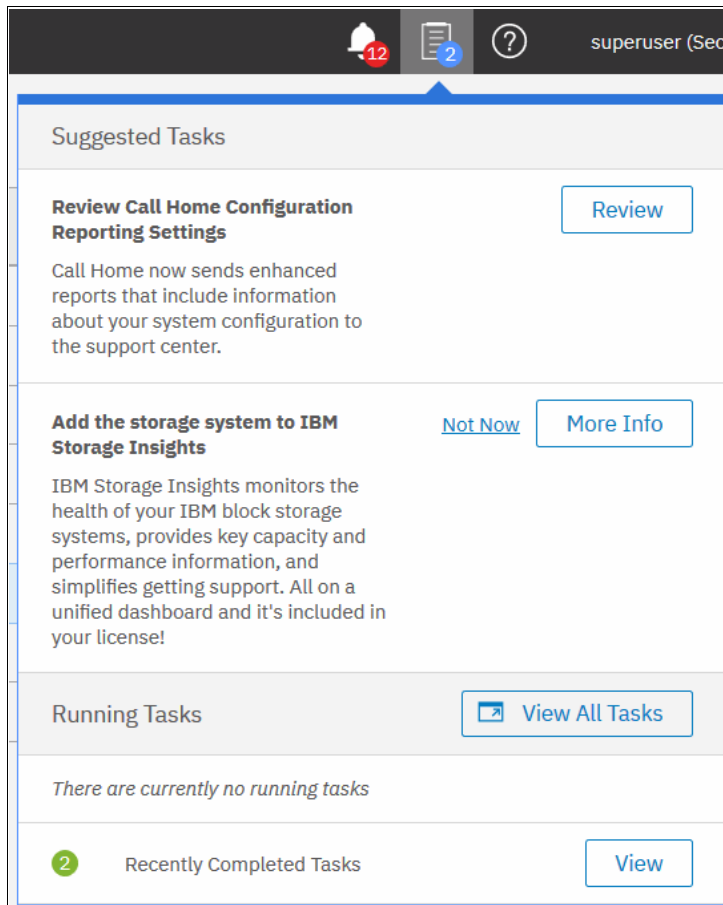 12
2
?
superuser (Sec
Suggested Tasks
Review Call Home Configuration
Reporting Settings
Review
Call Home now sends enhanced
reports that include information
about your system configuration to
the support center.
Add the storage system to IBM
Storage Insights
Not Now
More Info
IBM Storage Insights monitors the
health of your IBM block storage
systems, provides key capacity and
performance information, and
simplifies getting support. All on a
unified dashboard and it's included in
your license!
Running Tasks
View All Tasks
There are currently no running tasks
2
Recently Completed Tasks
View